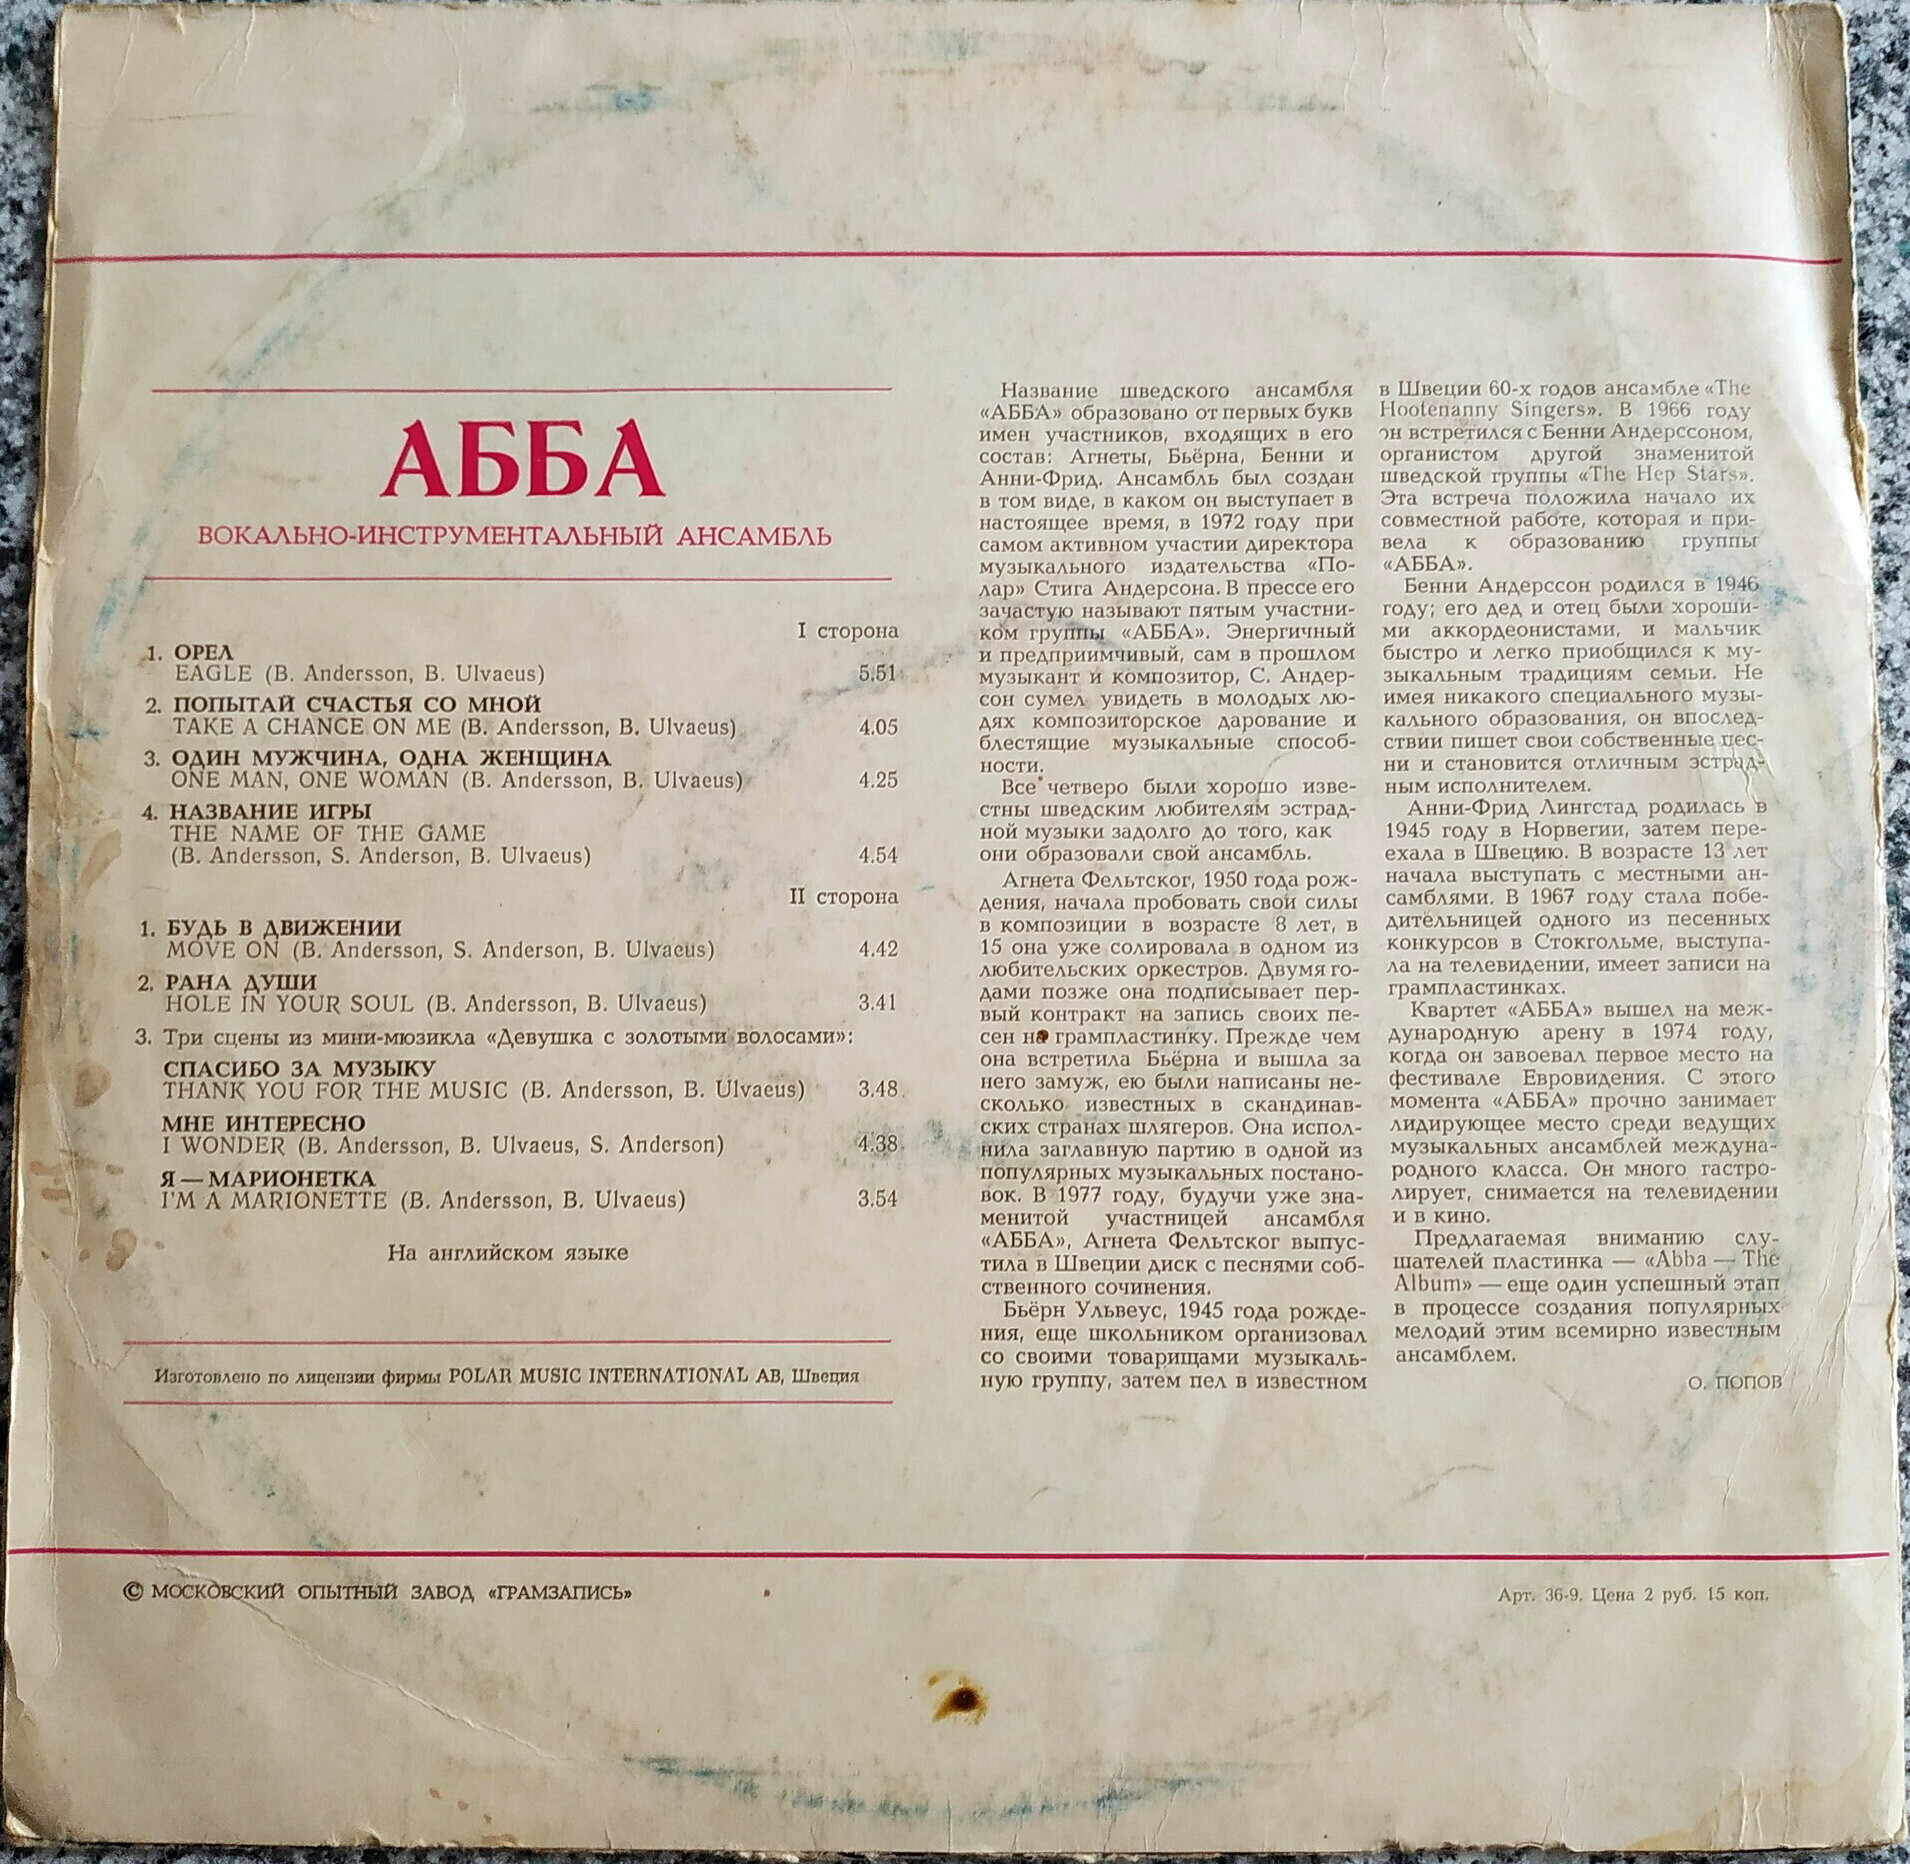 АББА
ВОКАЛЬНО-ИНСТРУМЕНТАЛЬНЫЙ АНСАМБЛЬ
I сторона
1. ОРЕЛ
EAGLE (B. Andersson, B. Ulvaeus) 5.51
2. ПОПЫТАЙ СЧАСТЬЯ СО МНОЙ
TAKE A CHANCE ON ME (B. Andersson, B. Ulvaeus) 4.05
3. ОДИН МУЖЧИНА, ОДНА ЖЕНЩИНА
ONE MAN, ONE WOMAN (B. Andersson, B. Ulvaeus) 4.25
4. НАЗВАНИЕ ИГРЫ
THE NAME OF THE GAME
(B. Andersson, S. Anderson, B. Ulvaeus) 4.54
II сторона
1. БУДЬ В ДВИЖЕНИИ
MOVE ON (B. Andersson, S. Anderson, B. Ulvaeus) 4.42
2. РАНА ДУШИ
HOLE IN YOUR SOUL (B. Andersson, B. Ulvaeus) 3.41
3. Три сцены из мини-мюзикла «Девушка с золотыми волосами»:
СПАСИБО ЗА МУЗЫКУ
THANK YOU FOR THE MUSIC (B. Andersson, B. Ulvaeus) 3.48
МНЕ ИНТЕРЕСНО
I WONDER (B. Andersson, B. Ulvaeus, S. Anderson) 4.38
Я — МАРИОНЕТКА
I'M A MARIONETTE (B. Andersson, B. Ulvaeus) 3.54
На английском языке
Изготовлено по лицензии фирмы POLAR MUSIC INTERNATIONAL AB, Швеция
Название шведского ансамбля
«АББА» образовано от первых букв
имен участников, входящих в его
состав: Агнеты, Бьёрна, Бенни и
Анни-Фрид. Ансамбль был создан
в том виде, в каком он выступает в
настоящее время, в 1972 году при
самом активном участии директора
музыкального издательства «По-
лар» Стига Андерсона. В прессе его
зачастую называют пятым участни-
ком группы «АББА». Энергичный
и предприимчивый, сам в прошлом
музыкант и композитор, С. Андер-
сон сумел увидеть в молодых лю-
дях композиторское дарование и
блестящие музыкальные способ-
ности.
Все четверо были хорошо изве-
стны шведским любителям эстрад-
ной музыки задолго до того, как
они образовали свой ансамбль.
Агнета Фельтског, 1950 года рож-
дения, начала пробовать свои силы
в композиции в возрасте 8 лет, в
15 она уже солировала в одном из
любительских оркестров. Двумя го-
дами позже она подписывает пер-
вый контракт на запись своих пе-
сен на грампластинку. Прежде чем
она встретила Бьёрна и вышла за
него замуж, ею были написаны не-
сколько известных в скандинав-
ских странах шлягеров. Она испол-
нила заглавную партию в одной из
популярных музыкальных постано-
вок. В 1977 году, будучи уже зна-
менитой участницей ансамбля
«АББА», Агнета Фельтског выпус-
тила в Швеции диск с песнями соб-
ственного сочинения.
Бьёрн Ульвеус, 1945 года рожде-
ния, еще школьником организовал
со своими товарищами музыкаль-
ную группу, затем пел в известном
в Швеции 60-х годов ансамбле «The
Hootenanny Singers». В 1966 году
он встретился с Бенни Андерссоном,
органистом другой знаменитой
шведской группы «The Hep Stars».
Эта встреча положила начало их
совместной работе, которая и при-
вела к образованию группы
«АББА».
Бенни Андерссон родился в 1946
году; его дед и отец были хороши-
ми аккордеонистами, и мальчик
быстро и легко приобщился к му-
зыкальным традициям семьи. Не
имея никакого специального музы-
кального образования, он впослед-
ствии пишет свои собственные пес-
ни и становится отличным эстрад-
ным исполнителем.
Анни-Фрид Лингстад родилась в
1945 году в Норвегии, затем пере-
ехала в Швецию. В возрасте 13 лет
начала выступать с местными ан-
самблями. В 1967 году стала побе-
дительницей одного из песенных
конкурсов в Стокгольме, выступа-
ла на телевидении, имеет записи на
грампластинках.
Квартет «АББА» вышел на меж-
дународную арену в 1974 году,
когда он завоевал первое место на
фестивале Евровидения. С этого
момента «АББА» прочно занимает
лидирующее место среди ведущих
музыкальных ансамблей междуна-
родного класса. Он много гастро-
лирует, снимается на телевидении
и в кино.
Предлагаемая вниманию слу-
шателей пластинка — «Abba — The
Album» — еще один успешный этап
в процессе создания популярных
мелодий этим всемирно известным
ансамблем.
О. ПОПОВ
© МОСКОВСКИЙ ОПЫТНЫЙ ЗАВОД «ГРАМЗАПИСЬ»
Арт. 36-9. Цена 2 руб. 15 коп.